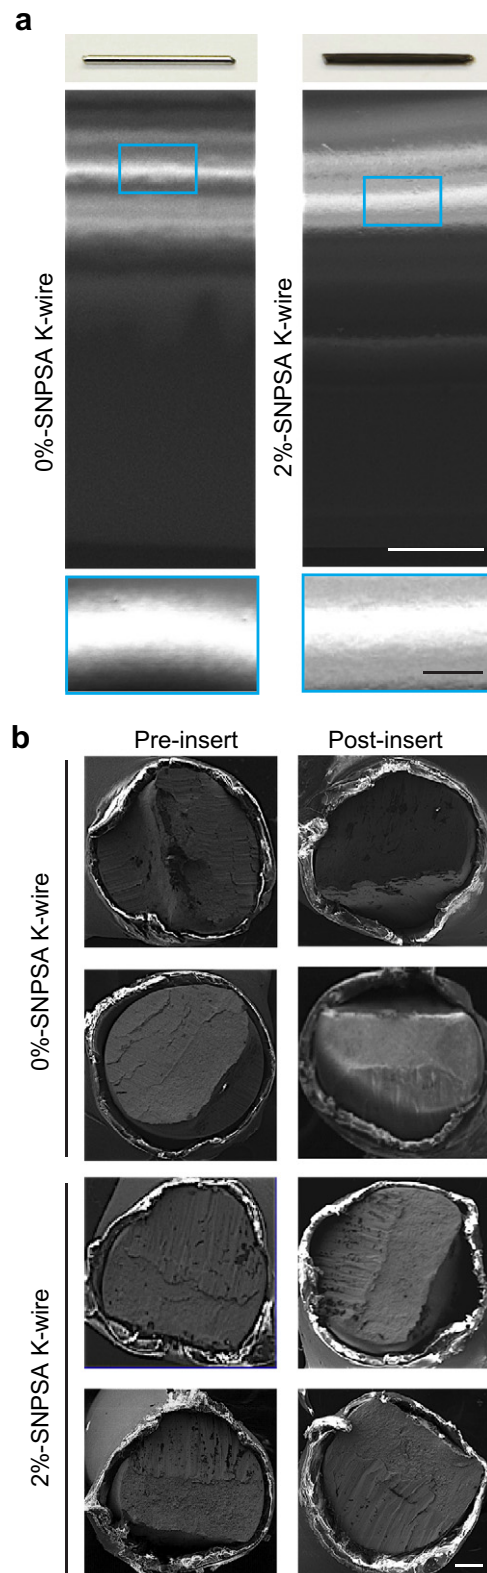 a
0%-SNPSA K-wire
2%-SNPSA K-wire
b
Pre-insert
Post-insert
0%-SNPSA K-wire
2%-SNPSA K-wire